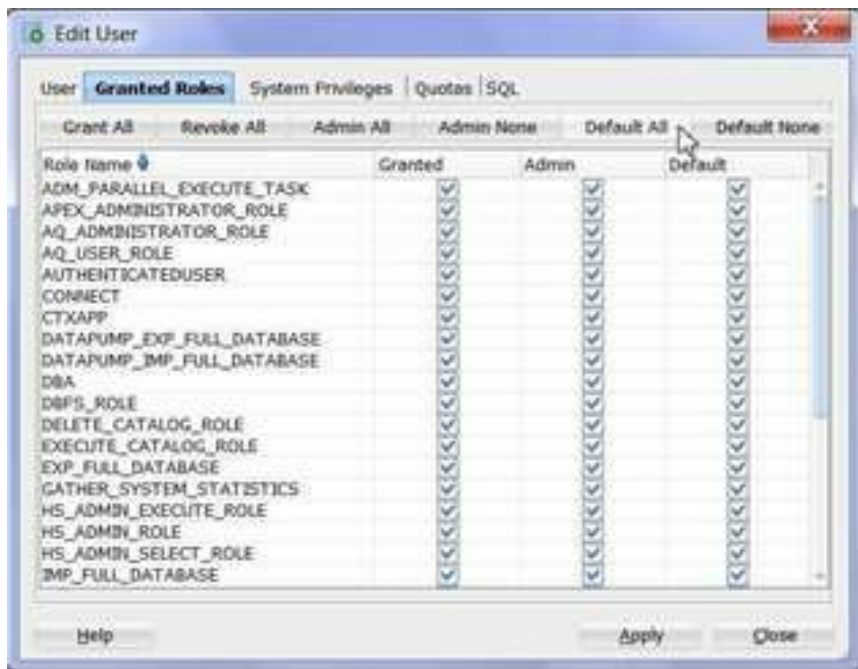 Edit User
User Granted Roles System Privileges Quotas SQL
Grant All Revoke All Admin All Admin None Default All Default None
Role Name Granted Admin Default
ADM_PARALLEL_EXECUTE_TASK
APEX_ADMINISTRATOR_ROLE
AQ_ADMINISTRATOR_ROLE
AQ_USER_ROLE
AUTHENTICATEDUSER
CONNECT
CTXAPP
DATAPUMP_EXP_FULL_DATABASE
DATAPUMP_IMP_FULL_DATABASE
DBA
DBFS_ROLE
DELETE_CATALOG_ROLE
EXECUTE_CATALOG_ROLE
EXP_FULL_DATABASE
GATHER_SYSTEM_STATISTICS
HS_ADMIN_EXECUTE_ROLE
HS_ADMIN_ROLE
HS_ADMIN_SELECT_ROLE
IMP_FULL_DATABASE
Help Apply Close